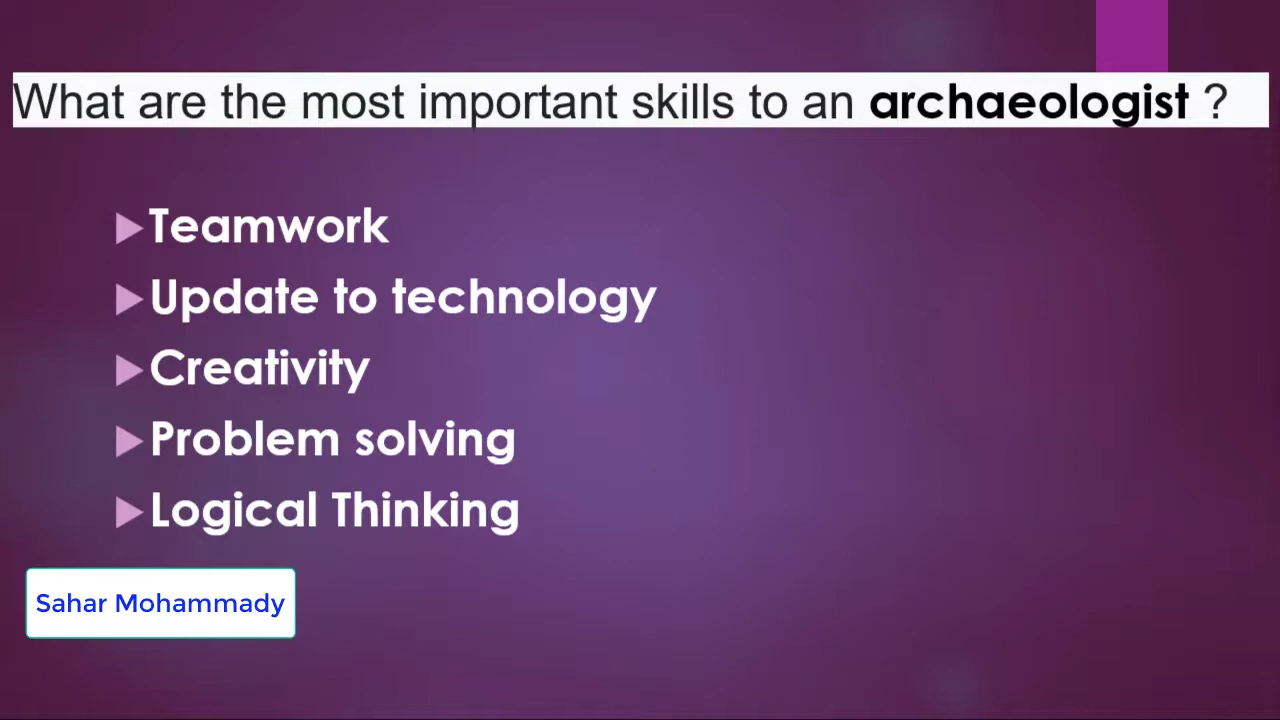 What are the most important skills to an archaeologist ?
Teamwork
Update to technology
Creativity
Problem solving
Logical Thinking
Sahar Mohammady